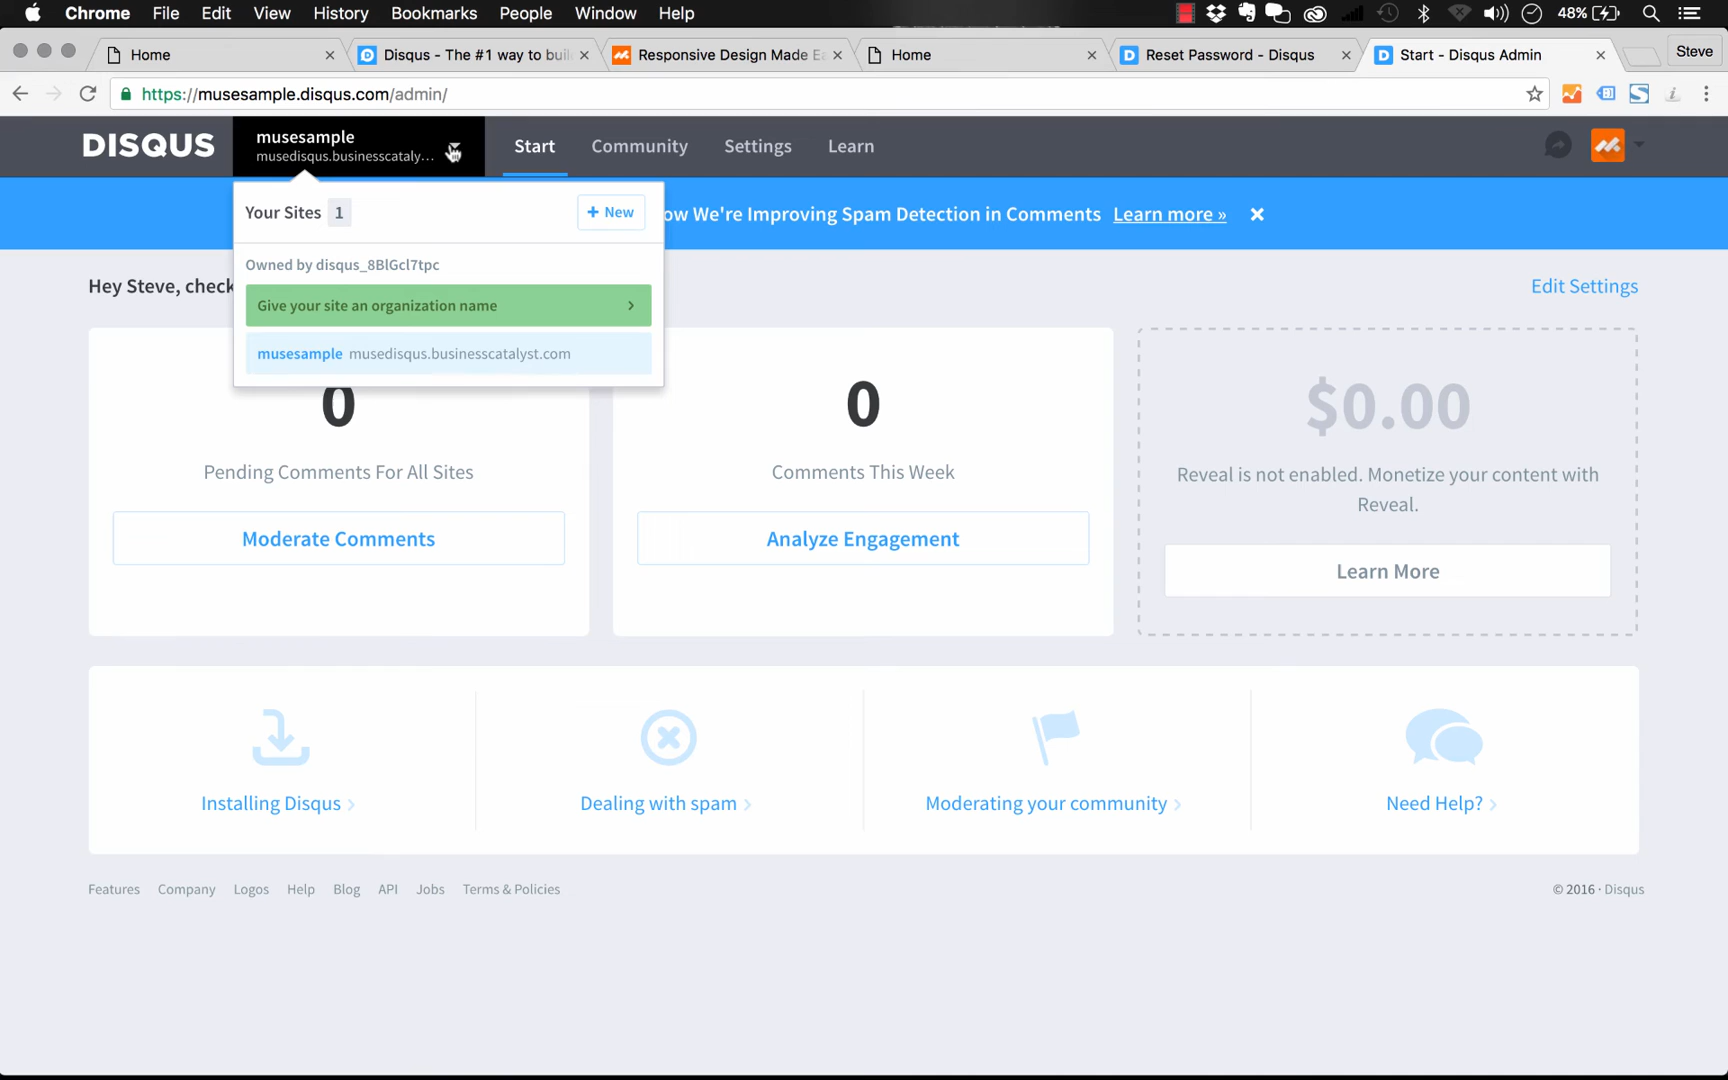 Chrome File Edit View History Bookmarks People Window Help 48%
Home Disqus - The #1 way to buil Responsive Design Made Ea Home Reset Password - Disqus Start - Disqus Admin Steve
https://musesample.disqus.com/admin/
DISQUS
musesample
musedisqus.businesscataly...
Start Community Settings Learn
Your Sites 1 + New
ow We're Improving Spam Detection in Comments Learn more » ×
Owned by disqus_8BlGcl7tpc
Hey Steve, check
Edit Settings
Give your site an organization name
musesample musedisqus.businesscatalyst.com
0
Pending Comments For All Sites
Moderate Comments
0
Comments This Week
Analyze Engagement
$0.00
Reveal is not enabled. Monetize your content with
Reveal.
Learn More
Installing Disqus
Dealing with spam
Moderating your community
Need Help?
Features Company Logos Help Blog API Jobs Terms & Policies
© 2016 · Disqus